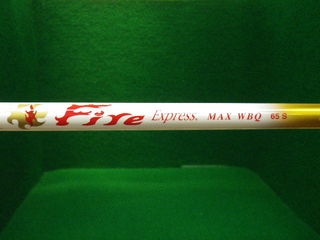 Fire Express. MAX WBQ 65 S